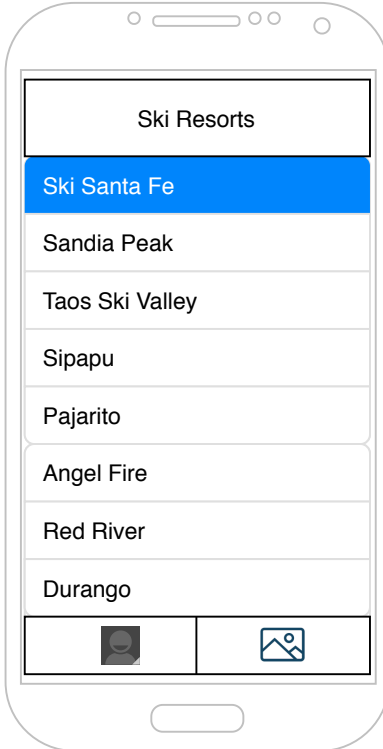 Ski Resorts
Ski Santa Fe
Sandia Peak
Taos Ski Valley
Sipapu
Pajarito
Angel Fire
Red River
Durango